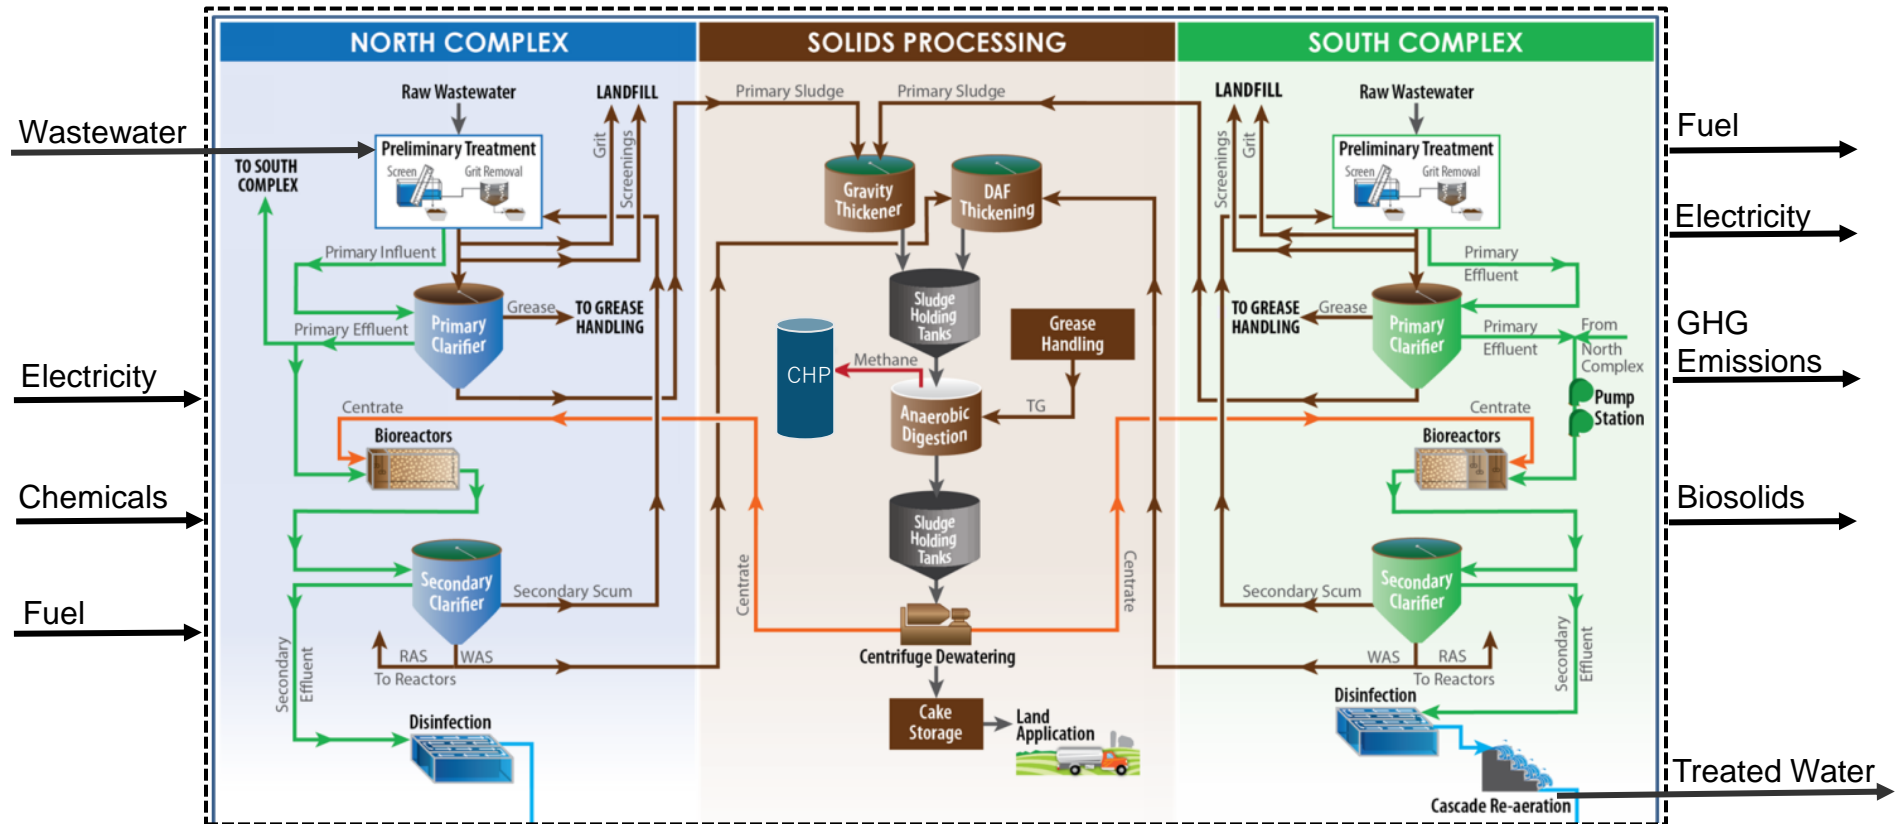 NORTH COMPLEX
SOLIDS PROCESSING
SOUTH COMPLEX
Wastewater
Electricity
Chemicals
Fuel
Raw Wastewater
LANDFILL
Preliminary Treatment
Screen
Grit Removal
Grit
Screenings
TO SOUTH
COMPLEX
Primary Influent
Primary
Clarifier
Grease
TO GREASE
HANDLING
Primary Effluent
Centrate
Bioreactors
Secondary
Clarifier
Secondary Scum
RAS
WAS
To Reactors
Secondary
Effluent
Disinfection
Primary Sludge
Primary Sludge
Gravity
Thickener
DAF
Thickening
Sludge
Holding
Tanks
Grease
Handling
Methane
CHP
TG
Anaerobic
Digestion
Sludge
Holding
Tanks
Centrate
Centrate
Centrifuge Dewatering
Cake
Storage
Land
Application
LANDFILL
Raw Wastewater
Screenings
Grit
Preliminary Treatment
Screen
Grit Removal
Primary
Effluent
TO GREASE
HANDLING
Grease
Primary
Clarifier
Primary
Effluent
From
North
Complex
Pump
Station
Centrate
Bioreactors
Secondary
Clarifier
Secondary Scum
WAS
RAS
To Reactors
Secondary
Effluent
Disinfection
Cascade Re-aeration
Fuel
Electricity
GHG
Emissions
Biosolids
Treated Water